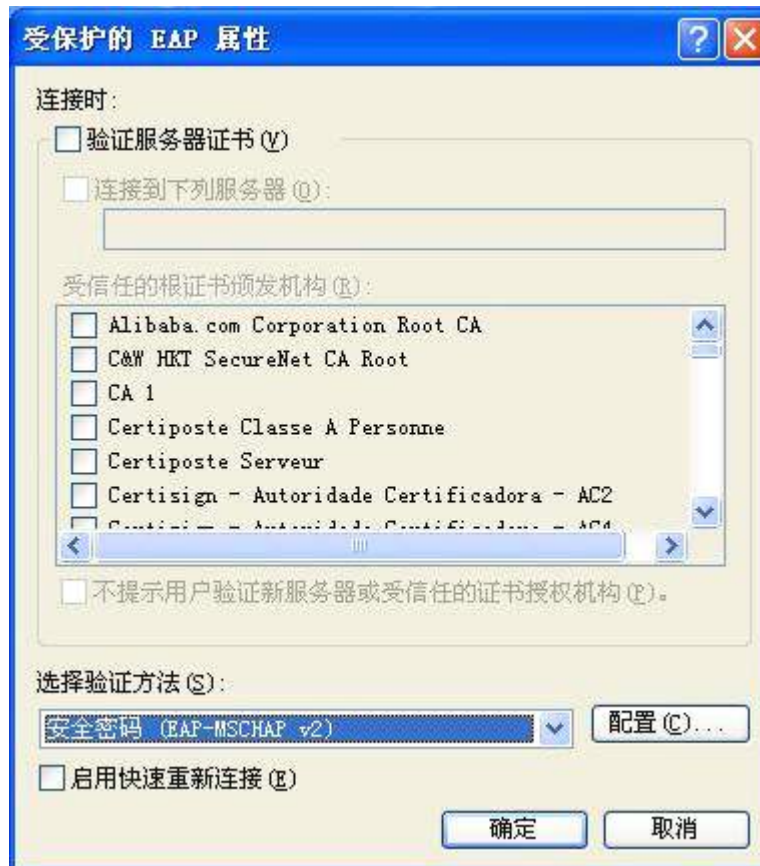 受保护的 EAP 属性
连接时:
验证服务器证书(V)
连接到下列服务器(O):
受信任的根证书颁发机构(R):
Alibaba.com Corporation Root CA
C&W HKT SecureNet CA Root
CA 1
Certiposte Classe A Personne
Certiposte Serveur
Certisign - Autoridade Certificadora - AC2
不提示用户验证新服务器或受信任的证书授权机构(P)。
选择验证方法(S):
安全密码 (EAP-MSCHAP v2)
配置(C)...
启用快速重新连接(E)
确定
取消